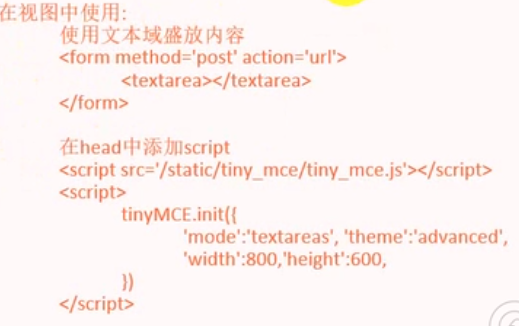 在视图中使用:
使用文本域盛放内容
<form method='post' action='url'>
<textarea></textarea>
</form>
在head中添加script
<script src='/static/tiny_mce/tiny_mce.js'></script>
<script>
tinyMCE.init({
'mode':'textareas', 'theme':'advanced',
'width':800,'height':600,
})
</script>